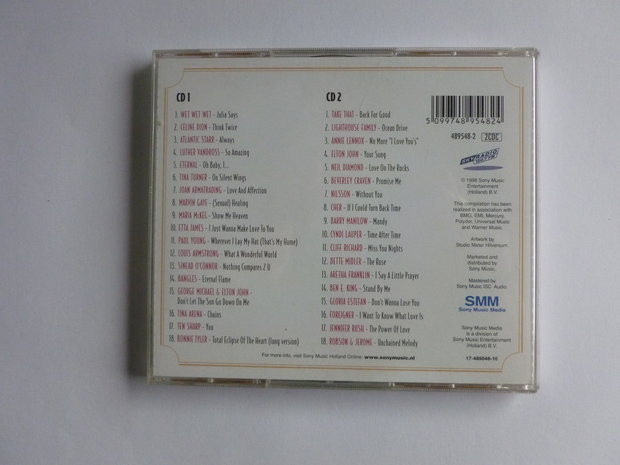 CD 1
1. WET WET WET - Julia Says
2. CELINE DION - Think Twice
3. ATLANTIC STARR - Always
4. LUTHER VANDROSS - So Amazing
5. ETERNAL - Oh Baby, I...
6. TINA TURNER - On Silent Wings
7. JOAN ARMATRADING - Love And Affection
8. MARVIN GAYE - (Sexual) Healing
9. MARIA McKEE - Show Me Heaven
10. ETTA JAMES - I Just Wanna Make Love To You
11. PAUL YOUNG - Wherever I Lay My Hat (That's My Home)
12. LOUIS ARMSTRONG - What A Wonderful World
13. SINEAD O'CONNOR - Nothing Compares 2 U
14. BANGLES - Eternal Flame
15. GEORGE MICHAEL & ELTON JOHN -
Don't Let The Sun Go Down On Me
16. TINA ARENA - Chains
17. TEN SHARP - You
18. BONNIE TYLER - Total Eclipse Of The Heart (long version)
CD 2
1. TAKE THAT - Back For Good
2. LIGHTHOUSE FAMILY - Ocean Drive
3. ANNIE LENNOX - No More "I Love You's"
4. ELTON JOHN - Your Song
5. NEIL DIAMOND - Love On The Rocks
6. BEVERLEY CRAVEN - Promise Me
7. NILSSON - Without You
8. CHER - If I Could Turn Back Time
9. BARRY MANILOW - Mandy
10. CYNDI LAUPER - Time After Time
11. CLIFF RICHARD - Miss You Nights
12. BETTE MIDLER - The Rose
13. ARETHA FRANKLIN - I Say A Little Prayer
14. BEN E. KING - Stand By Me
15. GLORIA ESTEFAN - Don't Wanna Lose You
16. FOREIGNER - I Want To Know What Love Is
17. JENNIFER RUSH - The Power Of Love
18. ROBSON & JEROME - Unchained Melody
For more info, visit Sony Music Holland Online: www.sonymusic.nl
5 099748 954824
489548-2 2CDC
SKYRADIO
℗ 1998 Sony Music
Entertainment
(Holland) B.V.
This compilation has been
realized in association with
BMG, EMI, Mercury,
Polydor, Universal Music
and Warner Music.
Artwork by
Studio Meter Hilversum.
Marketed and
distributed by
Sony Music.
Mastered by
Sony Music ISC. Audio
SMM
Sony Music Media
Sony Music Media
is a division of
Sony Entertainment
(Holland) B.V.
17-489548-10